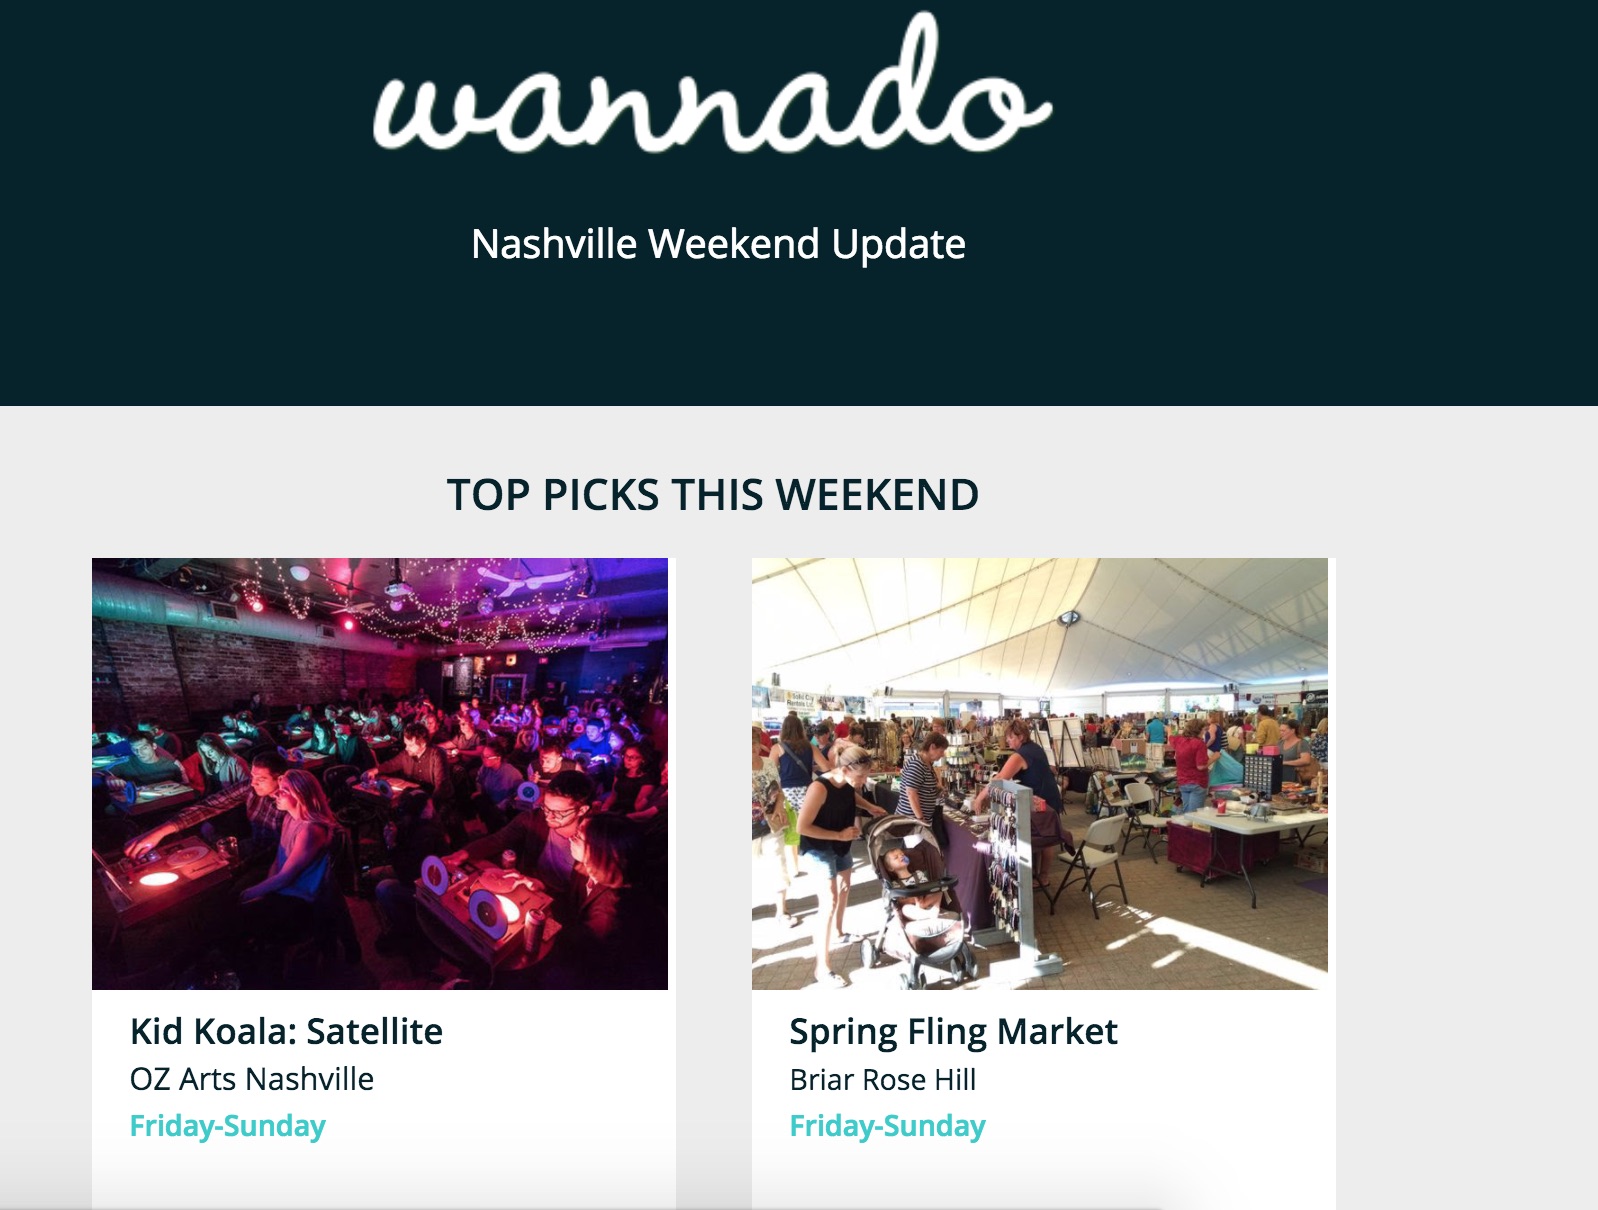 wannado
Nashville Weekend Update
TOP PICKS THIS WEEKEND
Kid Koala: Satellite
OZ Arts Nashville
Friday-Sunday
Spring Fling Market
Briar Rose Hill
Friday-Sunday